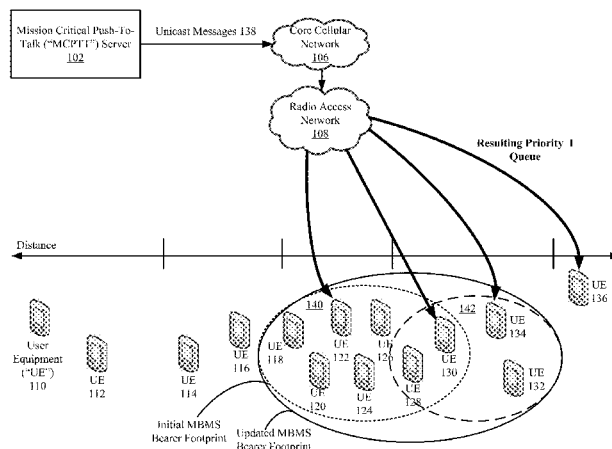 Mission Critical Push-To-
Talk ("MCPTT") Server
102
Unicast Messages 138
Core Cellular
Network
106
Radio Access
Network
108
Resulting Priority 1
Queue
Distance
UE
136
140
142
UE
134
User
Equipment
("UE")
110
UE
112
UE
114
UE
116
UE
118
UE
122
UE
126
UE
130
UE
120
UE
124
UE
128
UE
132
Initial MBMS
Bearer Footprint
Updated MBMS
Bearer Footprint